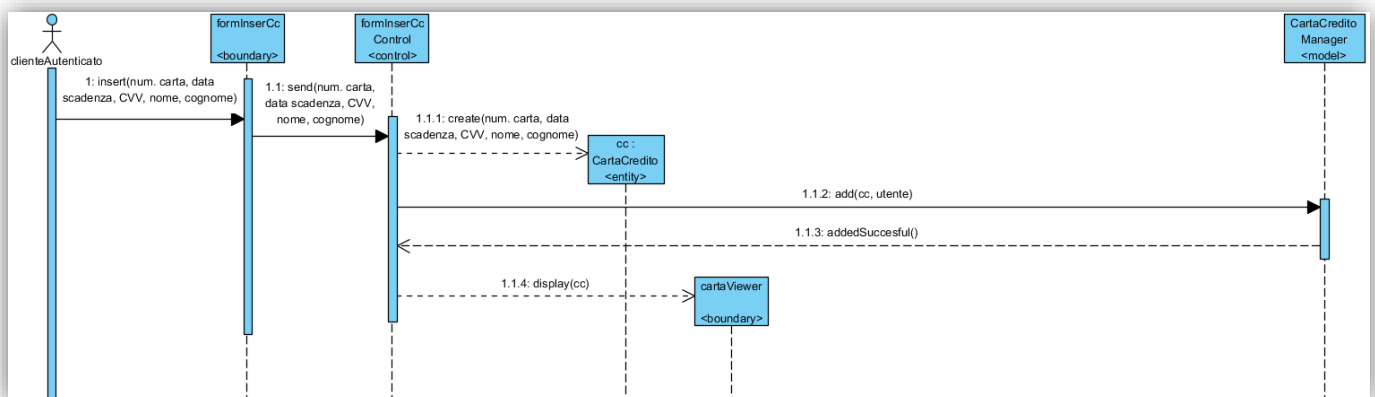 formInserCc
<boundary>
formInserCc
Control
<control>
CartaCredito
Manager
<model>
clienteAutenticato
1: insert(num. carta, data
scadenza, CVV, nome, cognome)
1.1: send(num. carta,
data scadenza, CVV,
nome, cognome)
1.1.1: create(num. carta, data
scadenza, CVV, nome, cognome)
cc :
CartaCredito
<entity>
1.1.2: add(cc, utente)
1.1.3: addedSuccesful()
1.1.4: display(cc)
cartaViewer
<boundary>